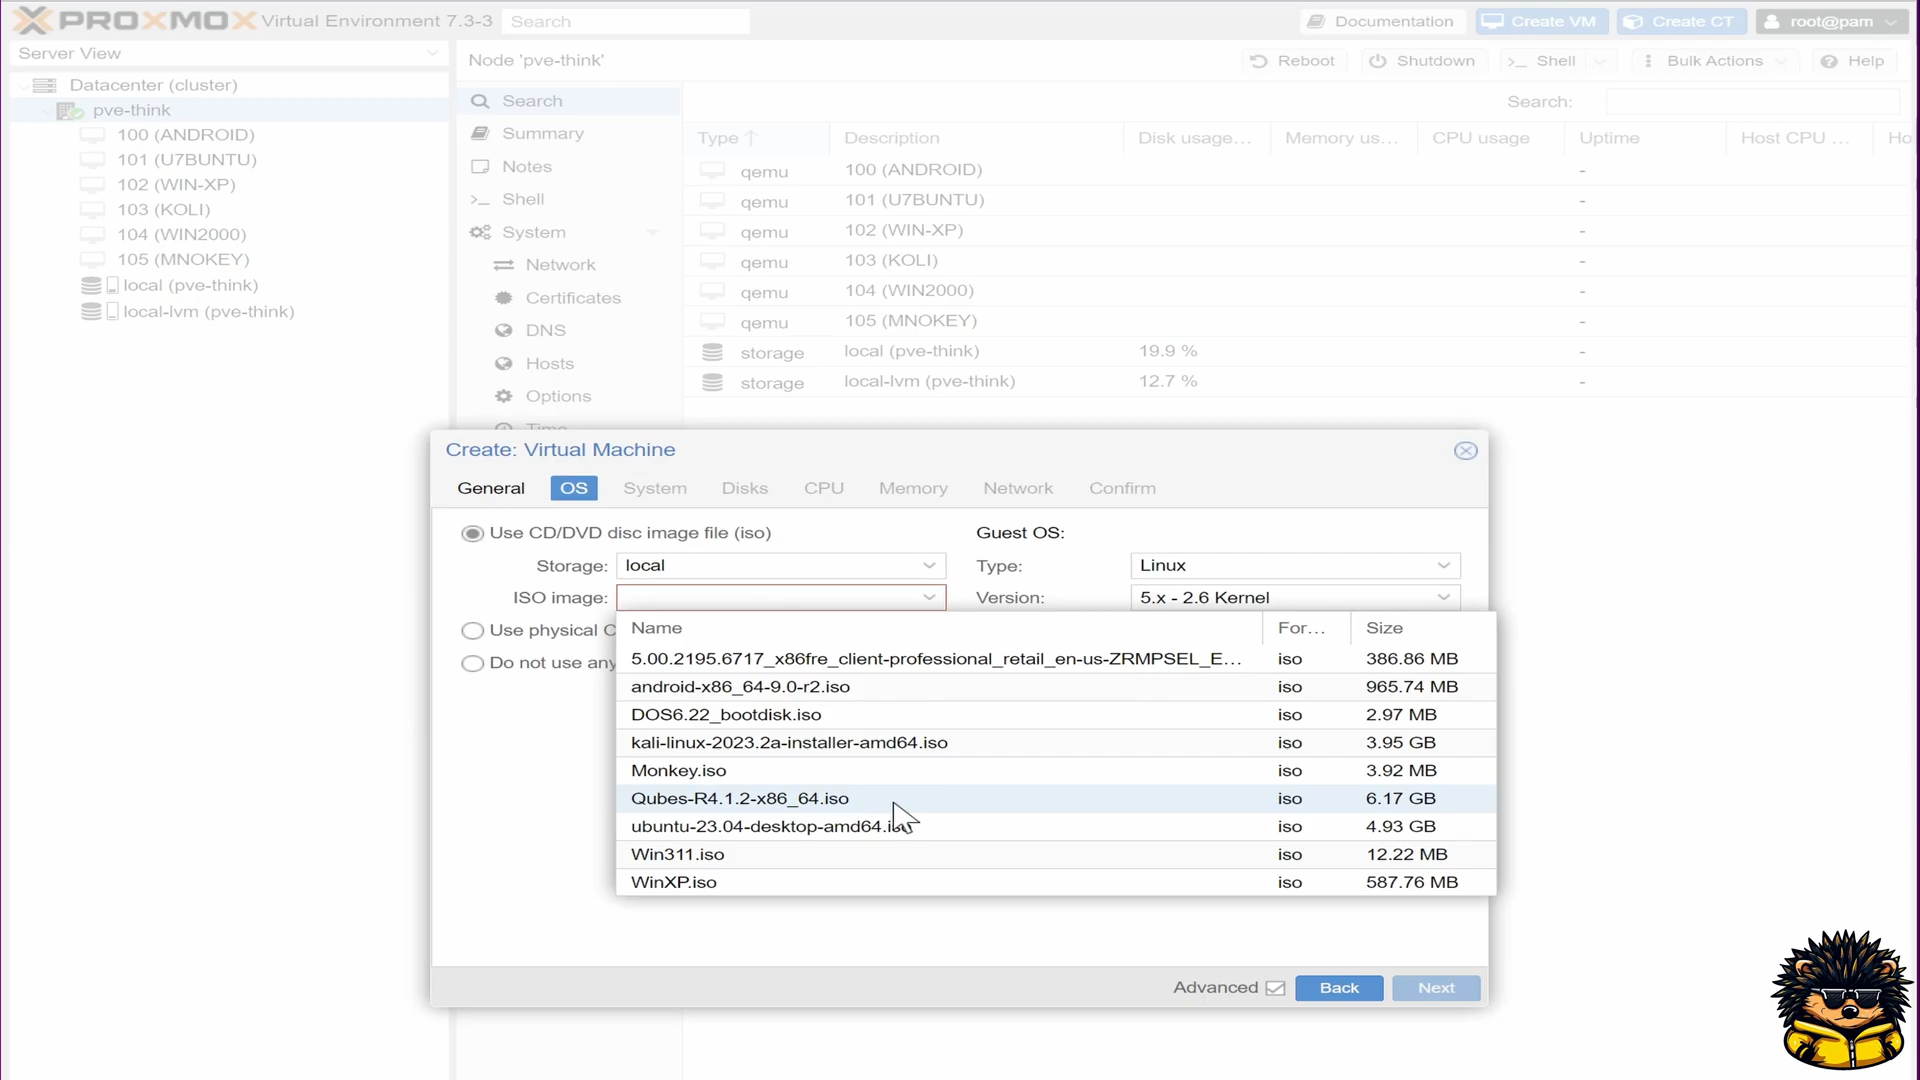 PROXMOX Virtual Environment 7.3-3 Search Documentation Create VM Create CT root@pam
Server View
Node 'pve-think' Reboot Shutdown >_ Shell Bulk Actions Help
Datacenter (cluster)
pve-think
100 (ANDROID)
101 (U7BUNTU)
102 (WIN-XP)
103 (KOLI)
104 (WIN2000)
105 (MNOKEY)
local (pve-think)
local-lvm (pve-think)
Search
Summary
Notes
>_ Shell
System
Network
Certificates
DNS
Hosts
Options
Time
Search:
Type ↑ Description Disk usage... Memory us... CPU usage Uptime Host CPU ... Ho
qemu 100 (ANDROID) -
qemu 101 (U7BUNTU) -
qemu 102 (WIN-XP) -
qemu 103 (KOLI) -
qemu 104 (WIN2000) -
qemu 105 (MNOKEY) -
storage local (pve-think) 19.9 % -
storage local-lvm (pve-think) 12.7 % -
Create: Virtual Machine
General OS System Disks CPU Memory Network Confirm
Use CD/DVD disc image file (iso) Guest OS:
Storage: local Type: Linux
ISO image: Version: 5.x - 2.6 Kernel
Use physical C
Do not use any
Name For... Size
5.00.2195.6717_x86fre_client-professional_retail_en-us-ZRMPSEL_E... iso 386.86 MB
android-x86_64-9.0-r2.iso iso 965.74 MB
DOS6.22_bootdisk.iso iso 2.97 MB
kali-linux-2023.2a-installer-amd64.iso iso 3.95 GB
Monkey.iso iso 3.92 MB
Qubes-R4.1.2-x86_64.iso iso 6.17 GB
ubuntu-23.04-desktop-amd64.iso iso 4.93 GB
Win311.iso iso 12.22 MB
WinXP.iso iso 587.76 MB
Advanced Back Next